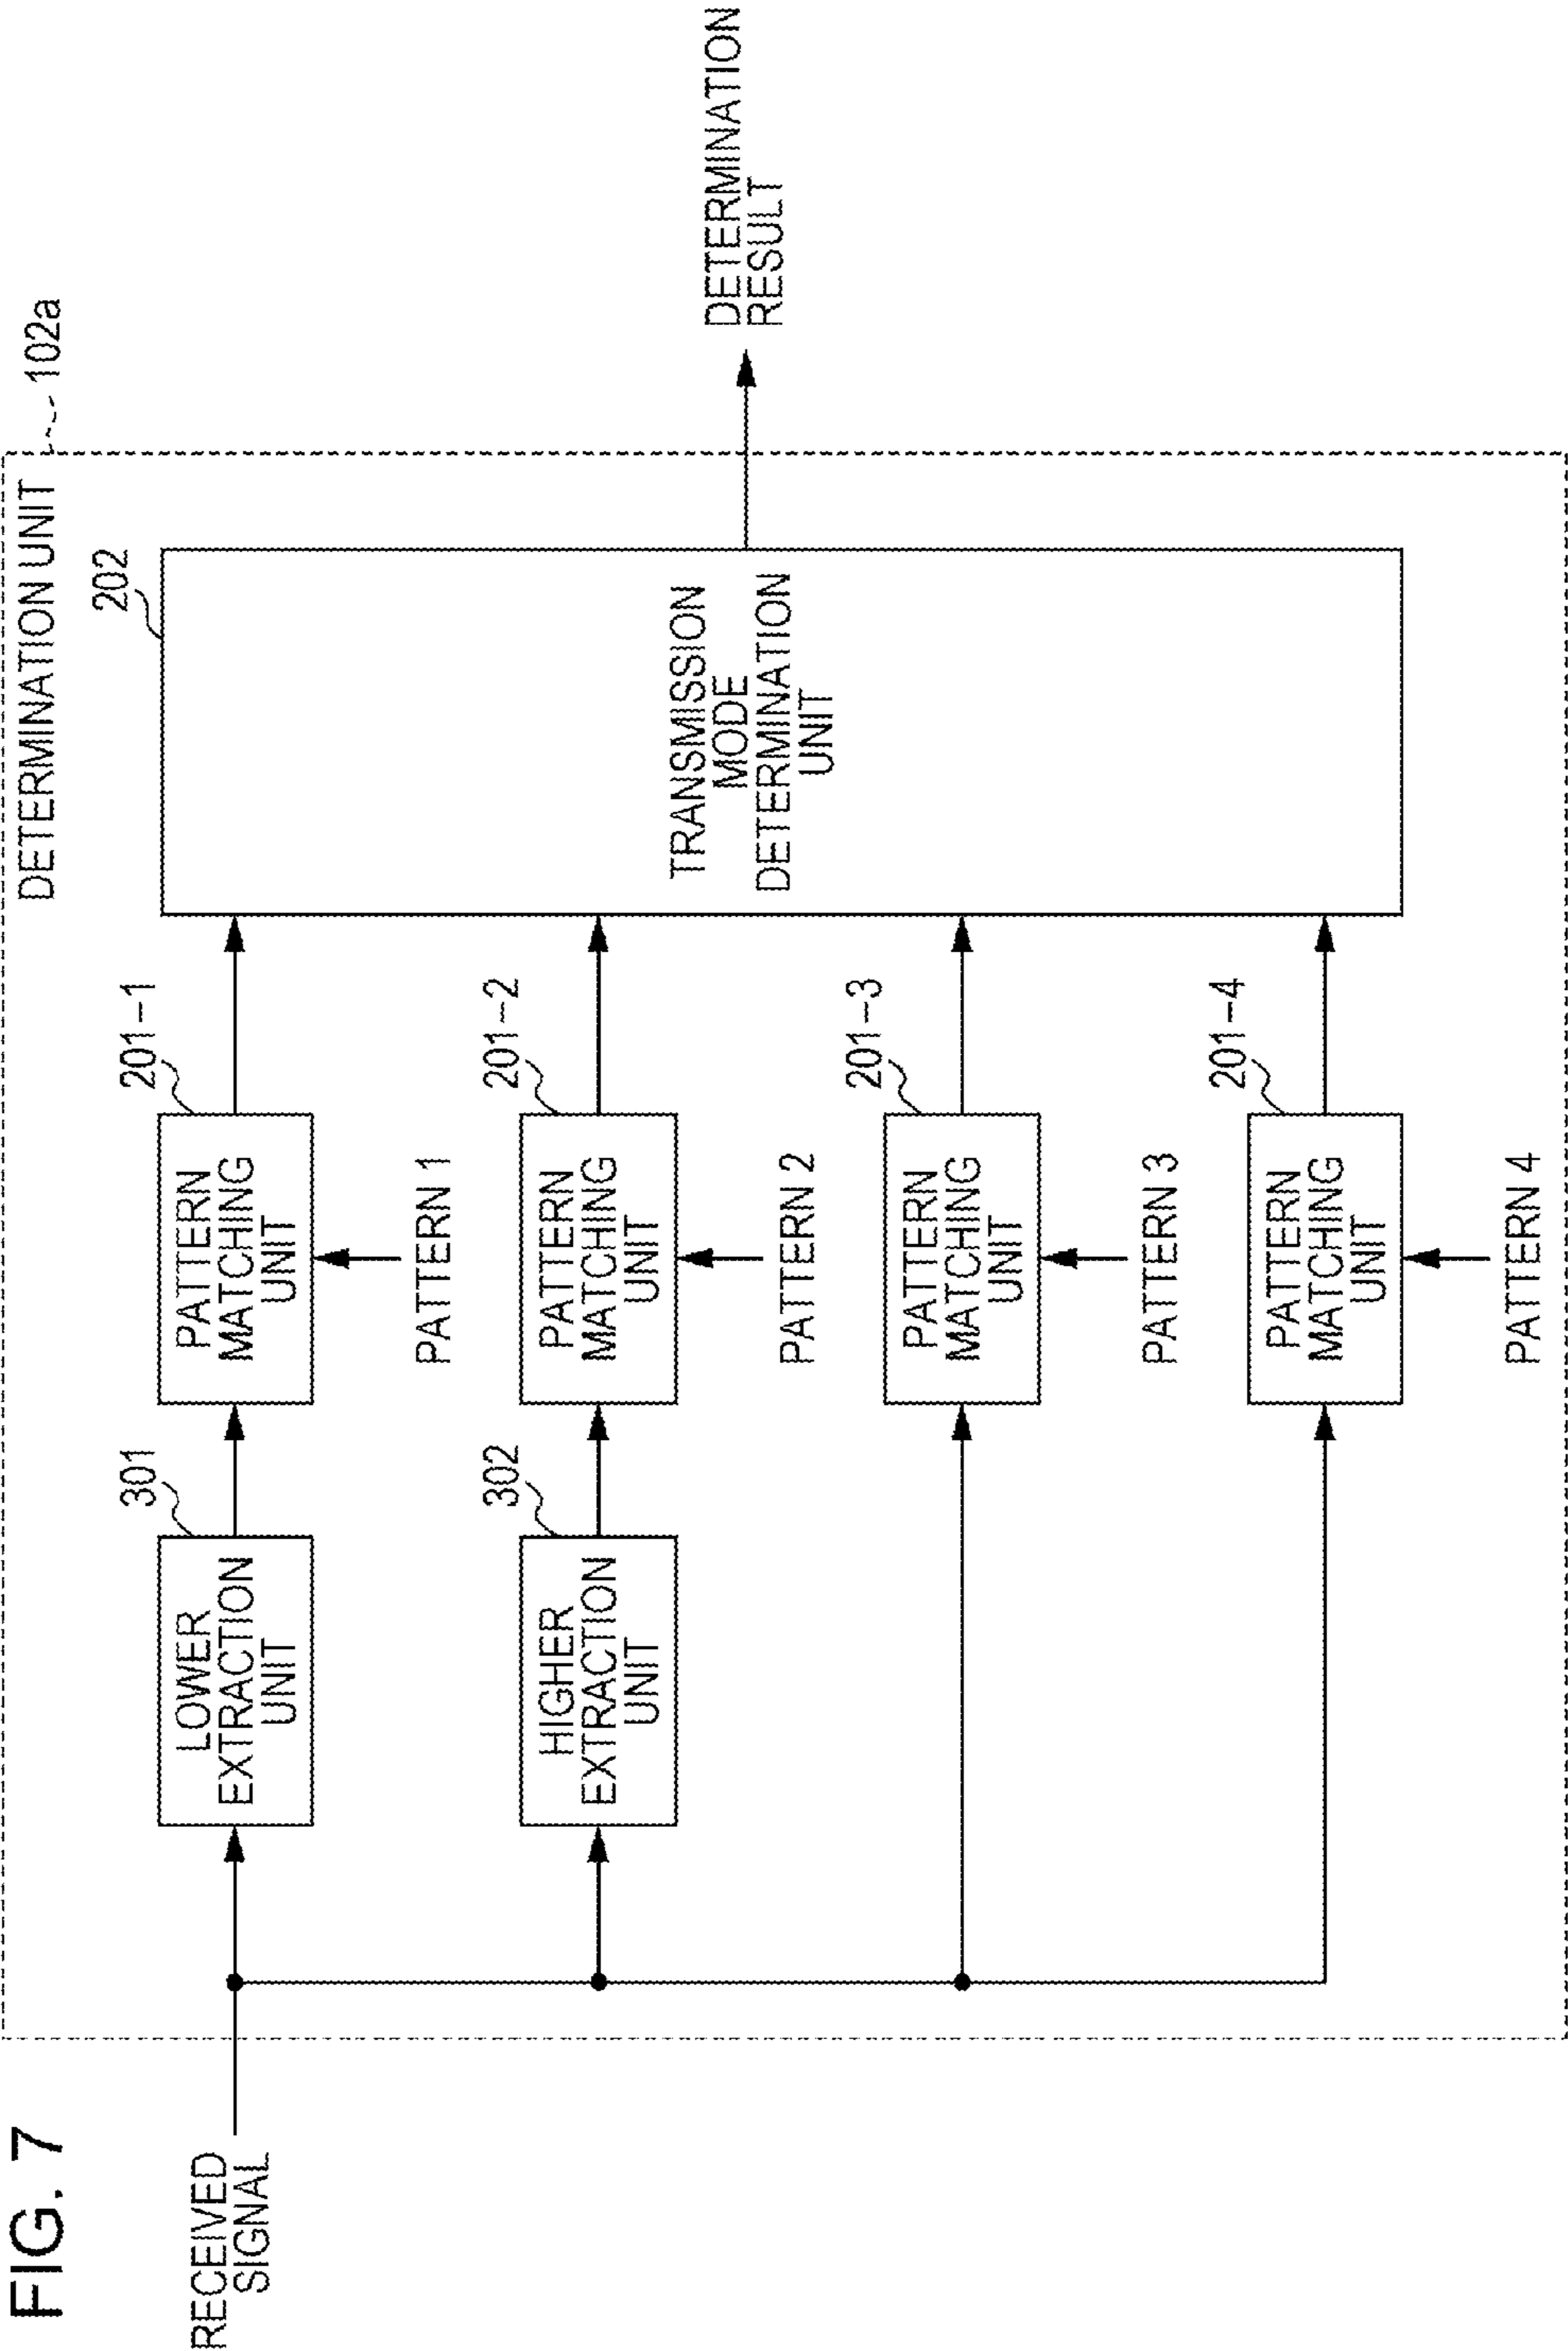 FIG. 7
DETERMINATION UNIT
102a
RECEIVED
SIGNAL
301
LOWER
EXTRACTION
UNIT
201-1
PATTERN
MATCHING
UNIT
PATTERN 1
302
HIGHER
EXTRACTION
UNIT
201-2
PATTERN
MATCHING
UNIT
PATTERN 2
201-3
PATTERN
MATCHING
UNIT
PATTERN 3
201-4
PATTERN
MATCHING
UNIT
PATTERN 4
202
TRANSMISSION
MODE
DETERMINATION
UNIT
DETERMINATION
RESULT